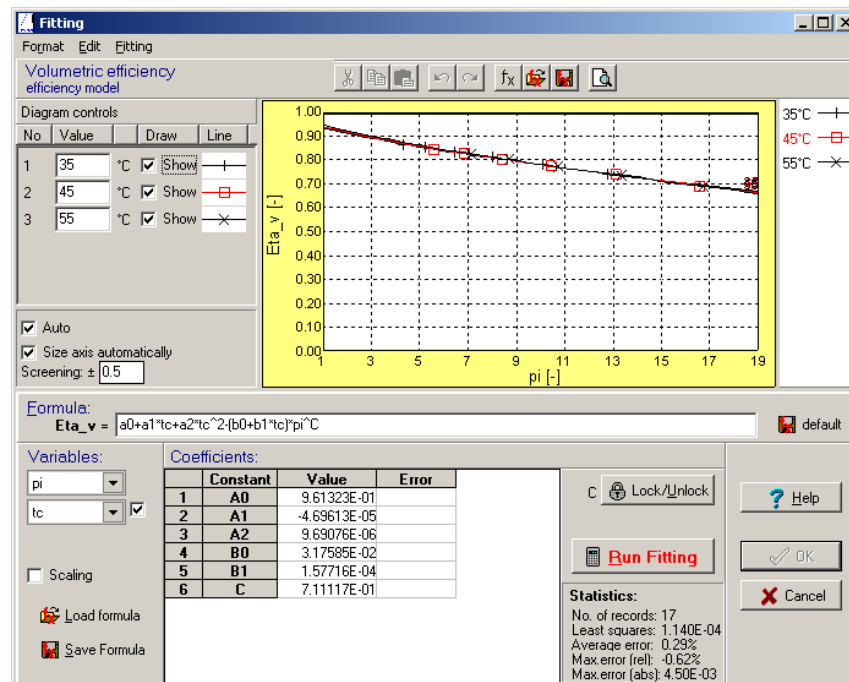 Fitting
Format Edit Fitting
Volumetric efficiency
efficiency model
Diagram controls
No Value Draw Line
1 35 °C Show
2 45 °C Show
3 55 °C Show
Auto
Size axis automatically
Screening: ± 0.5
Eta_v [-]
1.00
0.90
0.80
0.70
0.60
0.50
0.40
0.30
0.20
0.10
0.00
1 3 5 7 9 11 13 15 17 19
pi [-]
35°C
45°C
55°C
Formula:
Eta_v = a0+a1*tc+a2*tc^2-(b0+b1*tc)*pi^C
default
Variables:
pi
tc
Scaling
Load formula
Save Formula
Coefficients:
Constant Value Error
1 A0 9.61323E-01
2 A1 -4.69613E-05
3 A2 9.69076E-06
4 B0 3.17585E-02
5 B1 1.57716E-04
6 C 7.11117E-01
C Lock/Unlock
Run Fitting
Statistics:
No. of records: 17
Least squares: 1.140E-04
Average error: 0.29%
Max.error (rel): -0.62%
Max.error (abs): 4.50E-03
Help
OK
Cancel